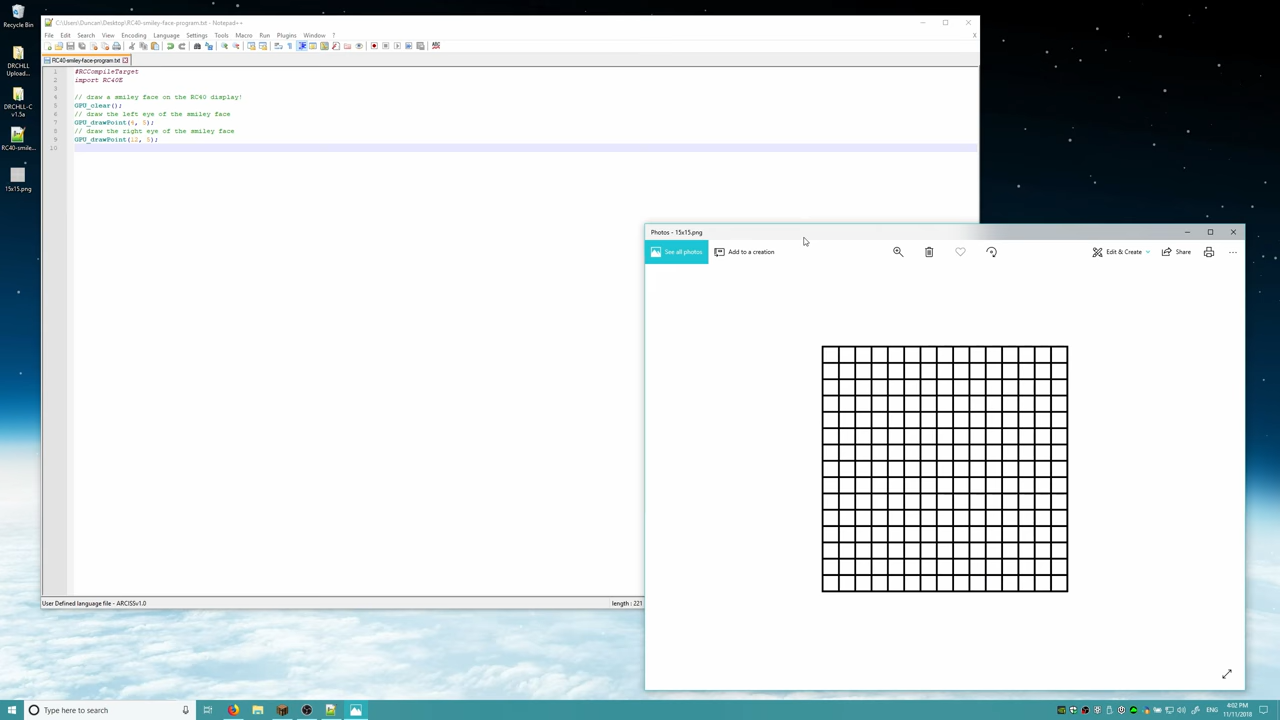 Recycle Bin
DRCHLL
Upload...
DRCHLL-C
v1.5a
RC40-smile...
15x15.png
C:\Users\Duncan\Desktop\RC40-smiley-face-program.txt - Notepad++
File Edit Search View Encoding Language Settings Tools Macro Run Plugins Window ? X
RC40-smiley-face-program.txt
1 #RCCompileTarget
2 import RC40E
3
4 // draw a smiley face on the RC40 display!
5 GPU_clear();
6 // draw the left eye of the smiley face
7 GPU_drawPoint(4, 5);
8 // draw the right eye of the smiley face
9 GPU_drawPoint(12, 5);
10
User Defined language file - ARCISSv1.0 length : 221
Photos - 15x15.png
See all photos Add to a creation Edit & Create Share
Type here to search
ENG
4:02 PM
11/11/2018